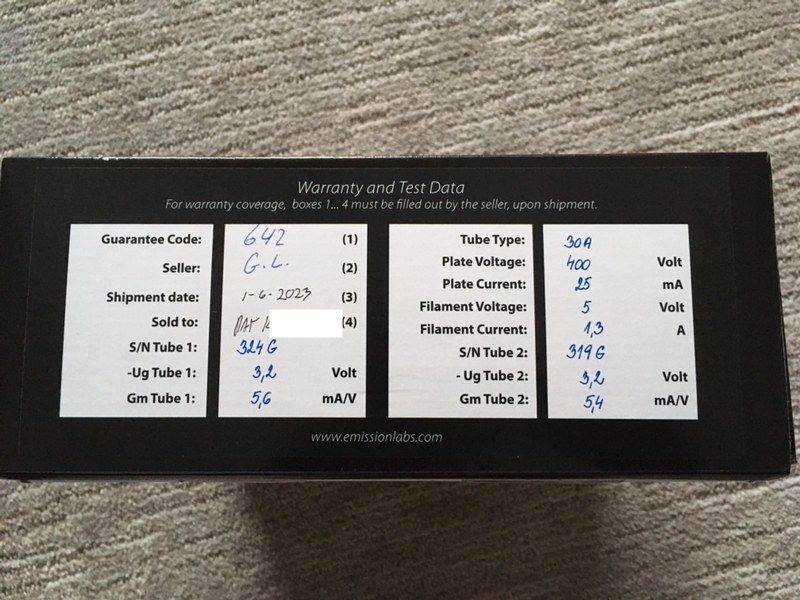 Warranty and Test Data
For warranty coverage, boxes 1... 4 must be filled out by the seller, upon shipment.
Guarantee Code: 642 (1)
Seller: G.L. (2)
Shipment date: 1-6-2023 (3)
Sold to: (4)
S/N Tube 1: 324G
-Ug Tube 1: 3,2 Volt
Gm Tube 1: 5,6 mA/V
Tube Type: 30A
Plate Voltage: 400 Volt
Plate Current: 25 mA
Filament Voltage: 5 Volt
Filament Current: 1,3 A
S/N Tube 2: 319G
- Ug Tube 2: 3,2 Volt
Gm Tube 2: 5,4 mA/V
www.emissionlabs.com